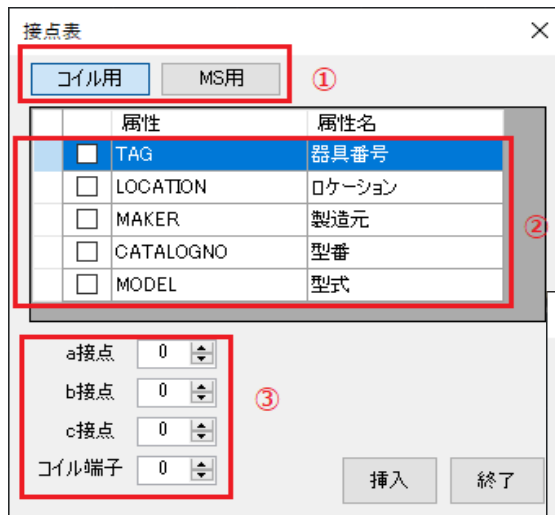 接点表
コイル用 MS用 ①
属性 属性名
TAG 器具番号
LOCATION ロケーション
MAKER 製造元 ②
CATALOGNO 型番
MODEL 型式
a接点 0
b接点 0 ③
c接点 0
コイル端子 0
挿入 終了